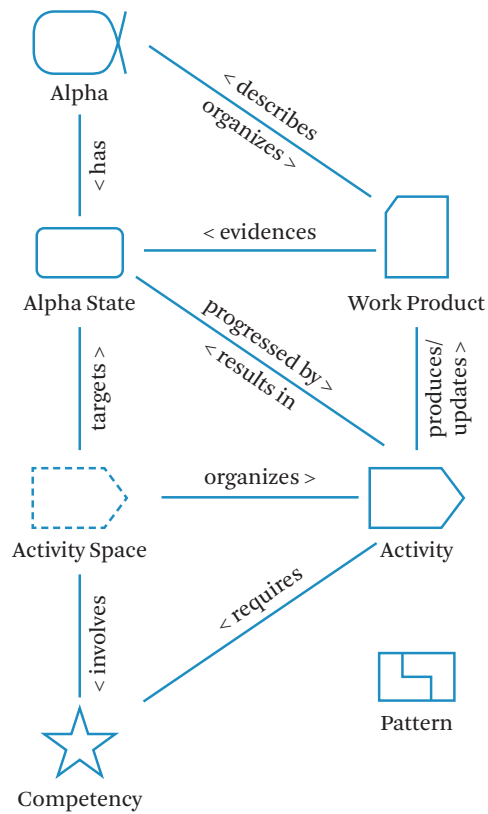 Alpha
< describes
organizes >
< has
< evidences
Alpha State
Work Product
progressed by >
< results in
targets >
produces/
updates >
organizes >
Activity Space
Activity
< requires
< involves
Pattern
Competency